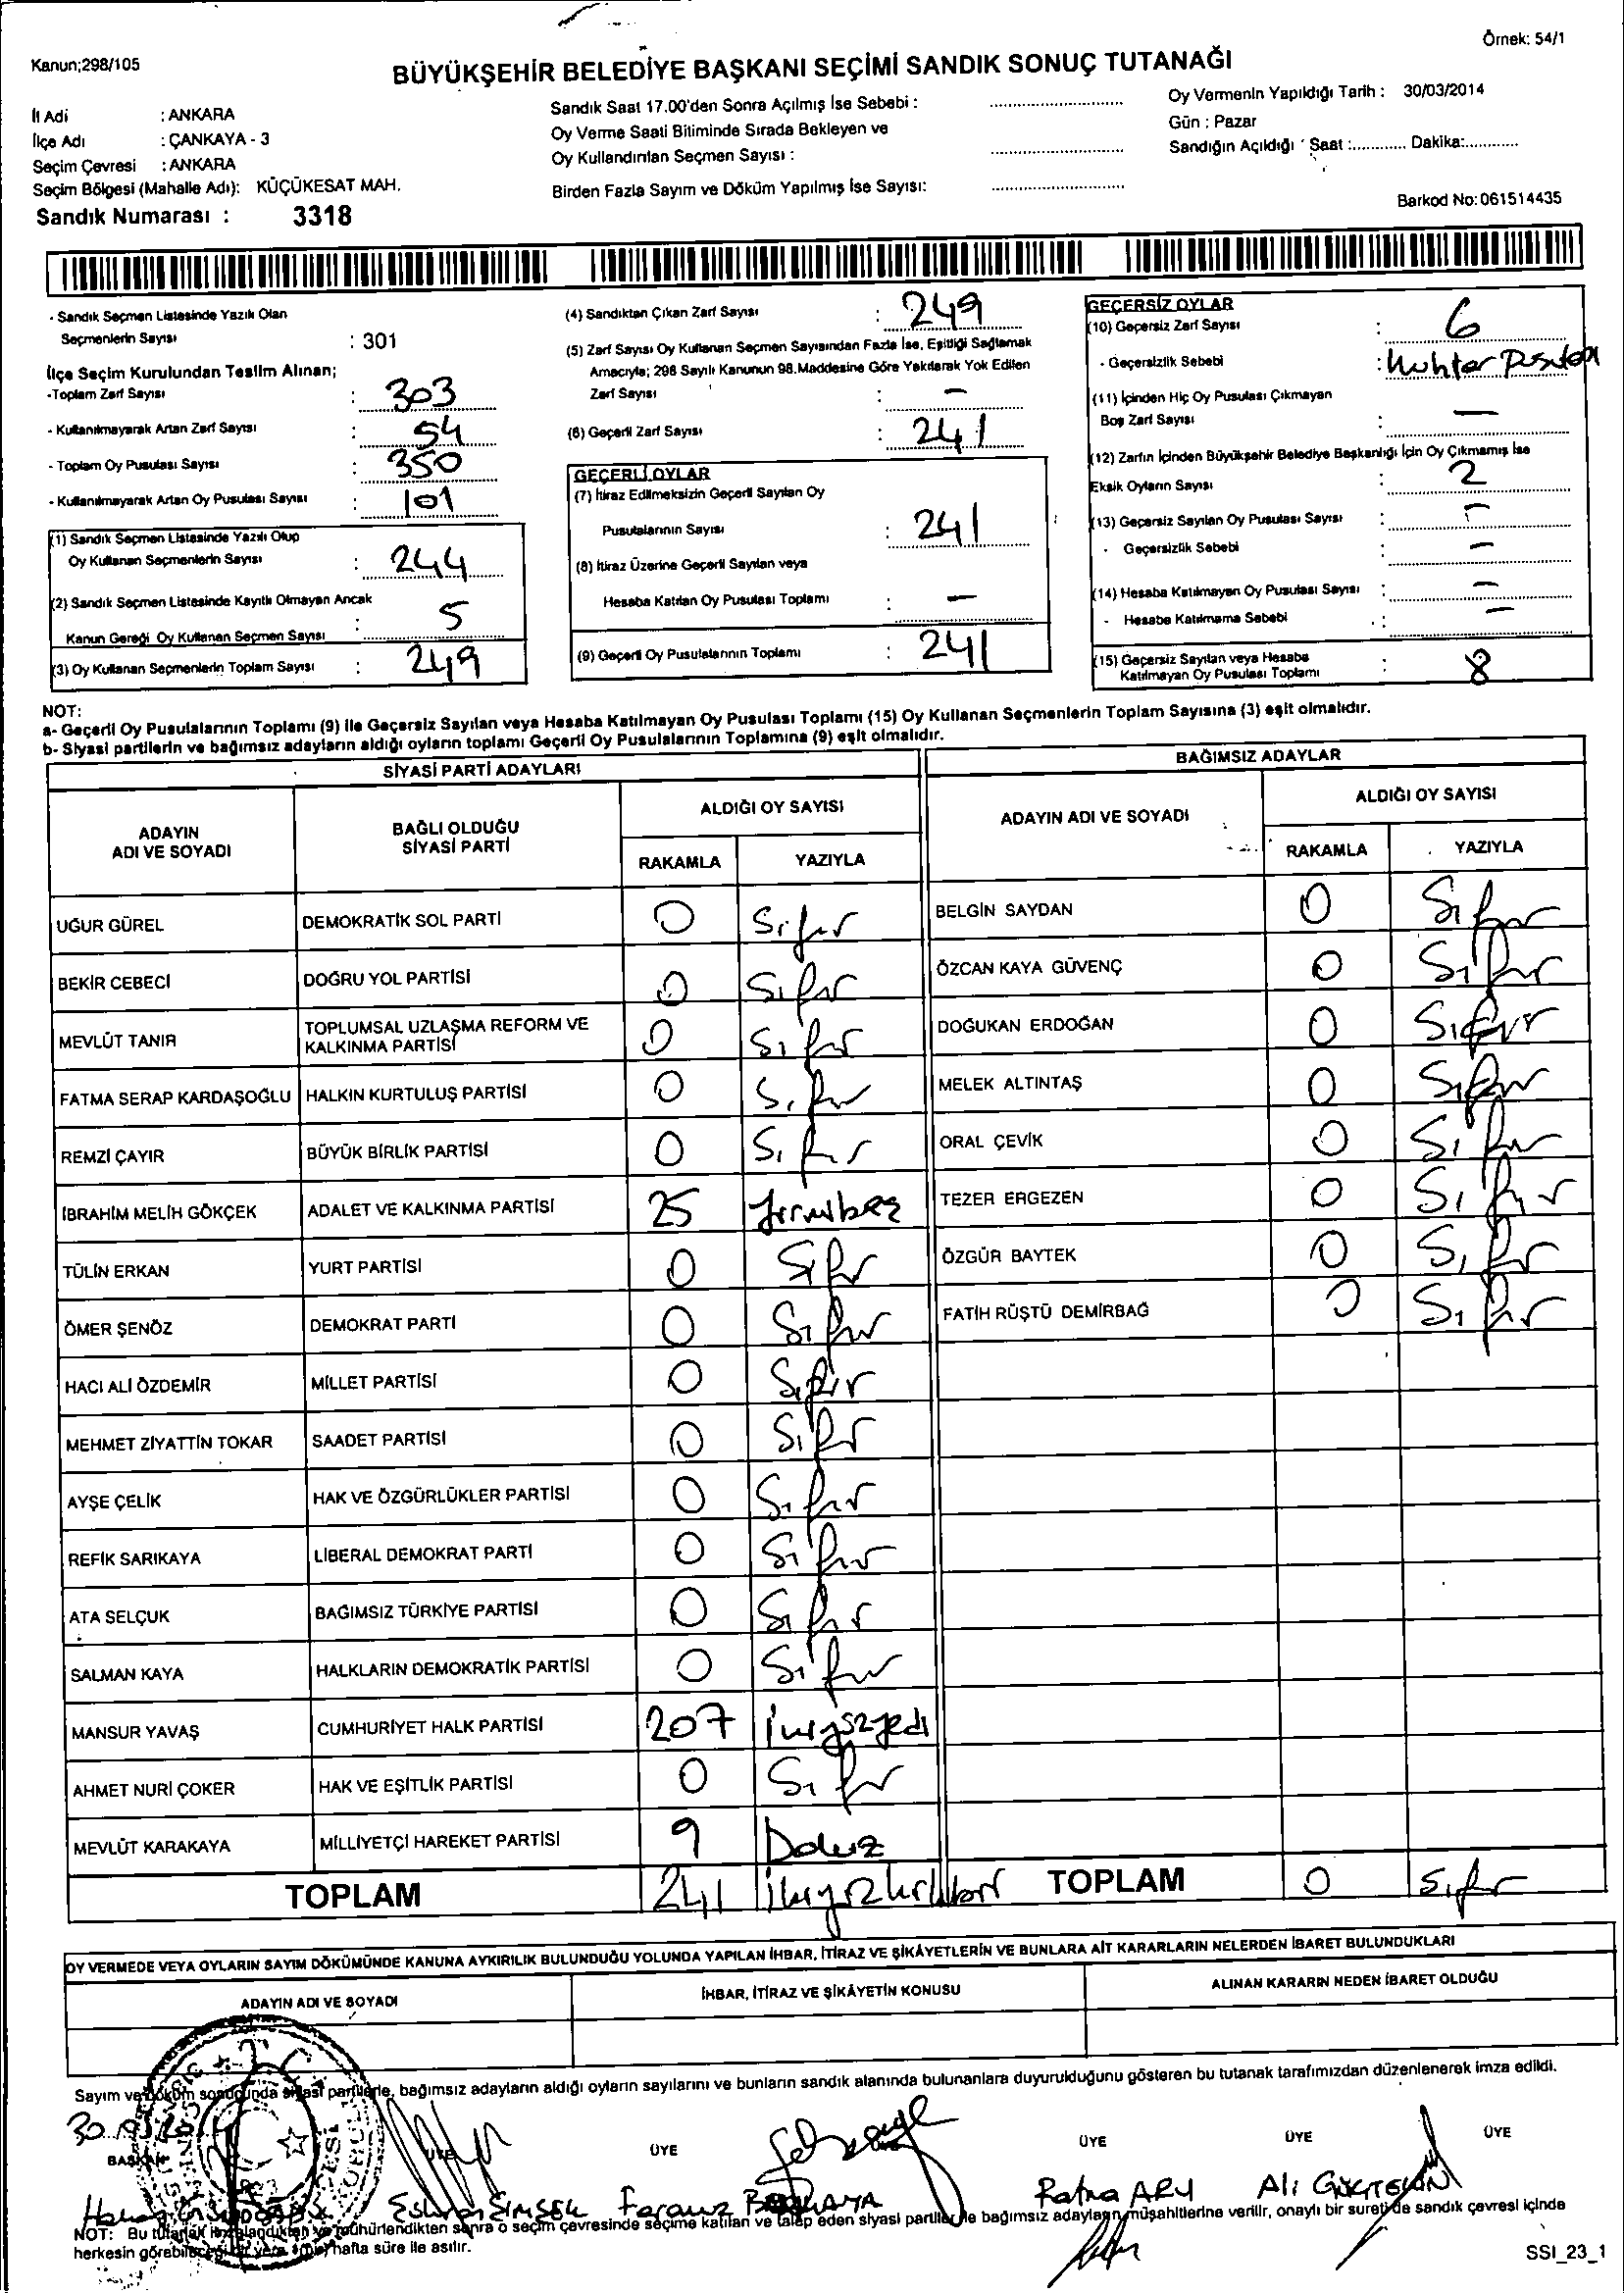 Örnek: 54/1
Kanun;298/105
BÜYÜKŞEHİR BELEDİYE BAŞKANI SEÇİMİ SANDIK SONUÇ TUTANAĞI
İl Adi : ANKARA
İlçe Adı : ÇANKAYA - 3
Seçim Çevresi : ANKARA
Seçim Bölgesi (Mahalle Adı): KÜÇÜKESAT MAH.
Sandık Numarası : 3318
Sandık Saat 17.00'den Sonra Açılmış İse Sebebi :
Oy Verme Saati Bitiminde Sırada Bekleyen ve
Oy Kullandırılan Seçmen Sayısı :
Birden Fazla Sayım ve Döküm Yapılmış İse Sayısı:
Oy Vermenin Yapıldığı Tarih : 30/03/2014
Gün : Pazar
Sandığın Açıldığı Saat :............ Dakika:............
Barkod No:061514435
- Sandık Seçmen Listesinde Yazılı Olan
Seçmenlerin Sayısı : 301
İlçe Seçim Kurulundan Teslim Alınan;
-Toplam Zarf Sayısı : 303
- Kullanılmayarak Artan Zarf Sayısı : 54
- Toplam Oy Pusulası Sayısı : 350
- Kullanılmayarak Artan Oy Pusulası Sayısı : 101
(1) Sandık Seçmen Listesinde Yazılı Olup
Oy Kullanan Seçmenlerin Sayısı : 244
(2) Sandık Seçmen Listesinde Kayıtlı Olmayan Ancak
Kanun Gereği Oy Kullanan Seçmen Sayısı : 5
(3) Oy Kullanan Seçmenlerin Toplam Sayısı : 249
(4) Sandıktan Çıkan Zarf Sayısı : 249
(5) Zarf Sayısı Oy Kullanan Seçmen Sayısından Fazla İse, Eşitliği Sağlamak
Amacıyla; 298 Sayılı Kanunun 98.Maddesine Göre Yakılarak Yok Edilen
Zarf Sayısı : -
(6) Geçerli Zarf Sayısı : 241
GEÇERLİ OYLAR
(7) İtiraz Edilmeksizin Geçerli Sayılan Oy
Pusulalarının Sayısı : 241
(8) İtiraz Üzerine Geçerli Sayılan veya
Hesaba Katılan Oy Pusulası Toplamı : -
(9) Geçerli Oy Pusulalarının Toplamı : 241
GEÇERSİZ OYLAR
(10) Geçersiz Zarf Sayısı : 6
- Geçersizlik Sebebi : Muhtar Pusulası
(11) İçinden Hiç Oy Pusulası Çıkmayan
Boş Zarf Sayısı : -
(12) Zarfın İçinden Büyükşehir Belediye Başkanlığı İçin Oy Çıkmamış İse
Eksik Oyların Sayısı : 2
(13) Geçersiz Sayılan Oy Pusulası Sayısı : -
- Geçersizlik Sebebi : -
(14) Hesaba Katılmayan Oy Pusulası Sayısı : -
- Hesaba Katılmama Sebebi : -
(15) Geçersiz Sayılan veya Hesaba
Katılmayan Oy Pusulası Toplamı : 8
NOT:
a- Geçerli Oy Pusulalarının Toplamı (9) ile Geçersiz Sayılan veya Hesaba Katılmayan Oy Pusulası Toplamı (15) Oy Kullanan Seçmenlerin Toplam Sayısına (3) eşit olmalıdır.
b- Siyasi partilerin ve bağımsız adayların aldığı oyların toplamı Geçerli Oy Pusulalarının Toplamına (9) eşit olmalıdır.
SİYASİ PARTİ ADAYLARI
ADAYIN ADI VE SOYADI
BAĞLI OLDUĞU SİYASİ PARTİ
ALDIĞI OY SAYISI
RAKAMLA YAZIYLA
UĞUR GÜREL DEMOKRATİK SOL PARTİ 0 Sıfır
BEKİR CEBECİ DOĞRU YOL PARTİSİ 0 Sıfır
MEVLÜT TANIR TOPLUMSAL UZLAŞMA REFORM VE KALKINMA PARTİSİ 0 Sıfır
FATMA SERAP KARDAŞOĞLU HALKIN KURTULUŞ PARTİSİ 0 Sıfır
REMZİ ÇAYIR BÜYÜK BİRLİK PARTİSİ 0 Sıfır
İBRAHİM MELİH GÖKÇEK ADALET VE KALKINMA PARTİSİ 25 Yirmibeş
TÜLİN ERKAN YURT PARTİSİ 0 Sıfır
ÖMER ŞENÖZ DEMOKRAT PARTİ 0 Sıfır
HACI ALİ ÖZDEMİR MİLLET PARTİSİ 0 Sıfır
MEHMET ZİYATTİN TOKAR SAADET PARTİSİ 0 Sıfır
AYŞE ÇELİK HAK VE ÖZGÜRLÜKLER PARTİSİ 0 Sıfır
REFİK SARIKAYA LİBERAL DEMOKRAT PARTİ 0 Sıfır
ATA SELÇUK BAĞIMSIZ TÜRKİYE PARTİSİ 0 Sıfır
SALMAN KAYA HALKLARIN DEMOKRATİK PARTİSİ 0 Sıfır
MANSUR YAVAŞ CUMHURİYET HALK PARTİSİ 207 İkiyüzyedi
AHMET NURİ ÇOKER HAK VE EŞİTLİK PARTİSİ 0 Sıfır
MEVLÜT KARAKAYA MİLLİYETÇİ HAREKET PARTİSİ 9 Dokuz
TOPLAM 241 İkiyüzkırkbir
BAĞIMSIZ ADAYLAR
ADAYIN ADI VE SOYADI
ALDIĞI OY SAYISI
RAKAMLA YAZIYLA
BELGİN SAYDAN 0 Sıfır
ÖZCAN KAYA GÜVENÇ 0 Sıfır
DOĞUKAN ERDOĞAN 0 Sıfır
MELEK ALTINTAŞ 0 Sıfır
ORAL ÇEVİK 0 Sıfır
TEZER ERGEZEN 0 Sıfır
ÖZGÜR BAYTEK 0 Sıfır
FATİH RÜŞTÜ DEMİRBAĞ 0 Sıfır
TOPLAM 0 Sıfır
OY VERMEDE VEYA OYLARIN SAYIM DÖKÜMÜNDE KANUNA AYKIRILIK BULUNDUĞU YOLUNDA YAPILAN İHBAR, İTİRAZ VE ŞİKÂYETLERİN VE BUNLARA AİT KARARLARIN NELERDEN İBARET BULUNDUKLARI
ADAYIN ADI VE SOYADI
İHBAR, İTİRAZ VE ŞİKÂYETİN KONUSU
ALINAN KARARIN NEDEN İBARET OLDUĞU
Sayım ve döküm sonucunda siyasi partilerle, bağımsız adayların aldığı oyların sayılarını ve bunların sandık alanında bulunanlara duyurulduğunu gösteren bu tutanak tarafımızdan düzenlenerek imza edildi.
BAŞKAN ÜYE ÜYE ÜYE ÜYE ÜYE ÜYE
ŞİMŞEK Ali GÖKTEKİN
NOT: Bu tutanak imzalandıktan ve mühürlendikten sonra o seçim çevresinde seçime katılan ve talep eden siyasi partiler ile bağımsız adayların müşahitlerine verilir, onaylı bir sureti de sandık çevresi içinde
herkesin görebileceği bir yere hafta süre ile asılır.
SSI_23_1